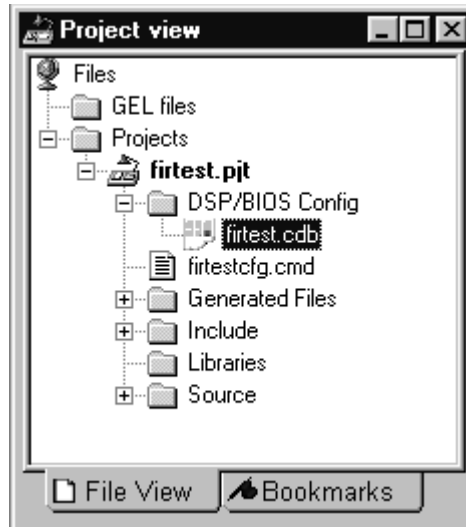 Project view
Files
GEL files
Projects
firtest.pjt
DSP/BIOS Config
firtest.cdb
firtestcfg.cmd
Generated Files
Include
Libraries
Source
File View Bookmarks